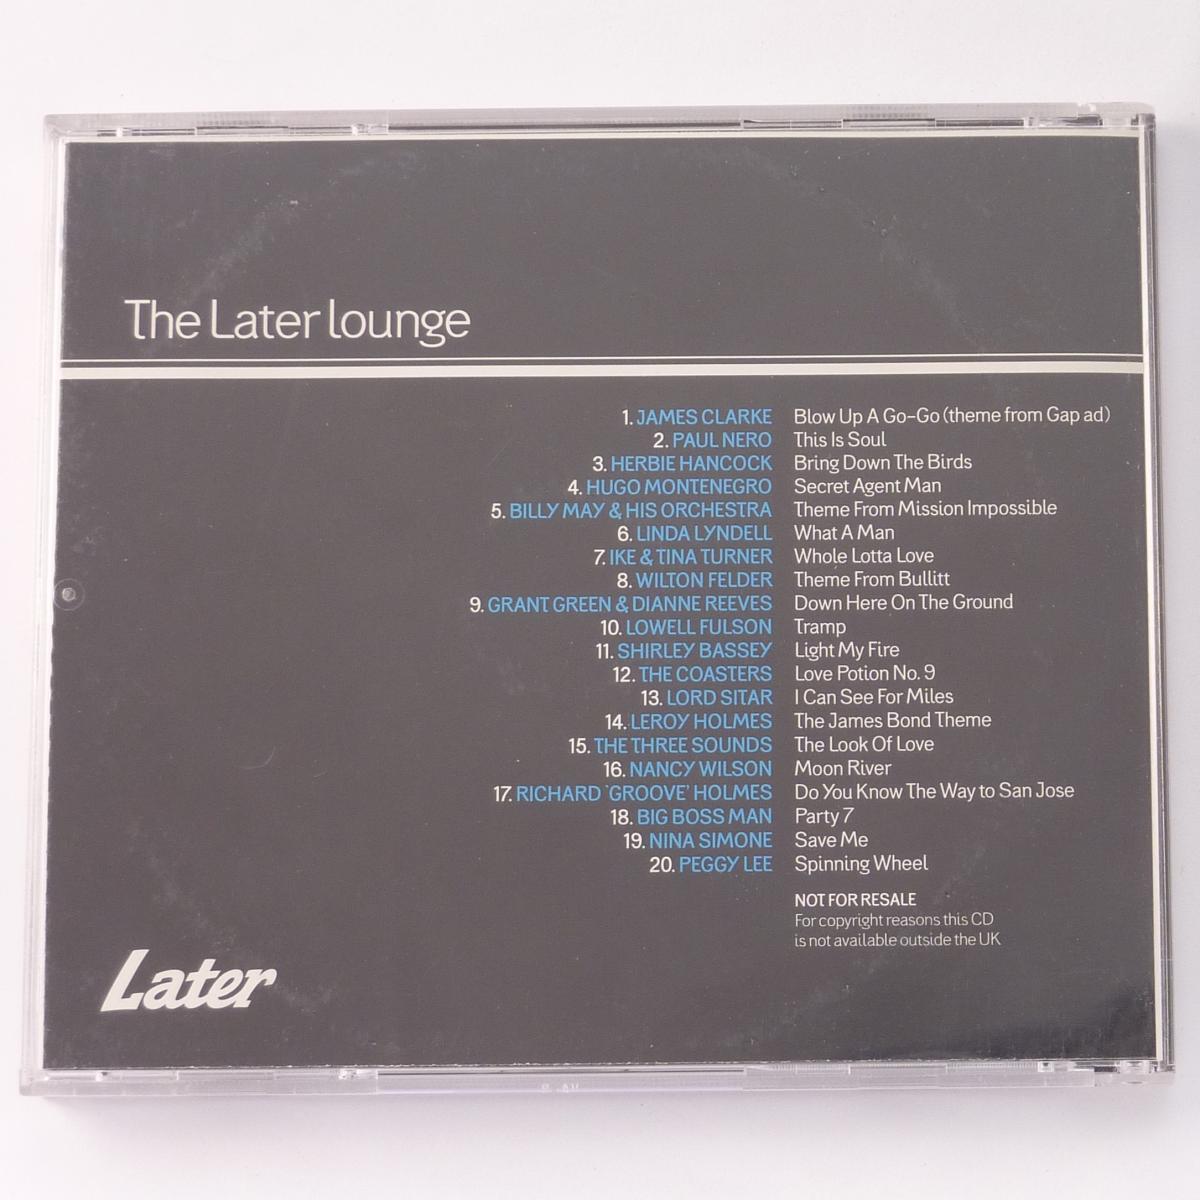 The Later lounge
1. JAMES CLARKE Blow Up A Go-Go (theme from Gap ad)
2. PAUL NERO This Is Soul
3. HERBIE HANCOCK Bring Down The Birds
4. HUGO MONTENEGRO Secret Agent Man
5. BILLY MAY & HIS ORCHESTRA Theme From Mission Impossible
6. LINDA LYNDELL What A Man
7. IKE & TINA TURNER Whole Lotta Love
8. WILTON FELDER Theme From Bullitt
9. GRANT GREEN & DIANNE REEVES Down Here On The Ground
10. LOWELL FULSON Tramp
11. SHIRLEY BASSEY Light My Fire
12. THE COASTERS Love Potion No. 9
13. LORD SITAR I Can See For Miles
14. LEROY HOLMES The James Bond Theme
15. THE THREE SOUNDS The Look Of Love
16. NANCY WILSON Moon River
17. RICHARD 'GROOVE' HOLMES Do You Know The Way to San Jose
18. BIG BOSS MAN Party 7
19. NINA SIMONE Save Me
20. PEGGY LEE Spinning Wheel
NOT FOR RESALE
For copyright reasons this CD
is not available outside the UK
Later